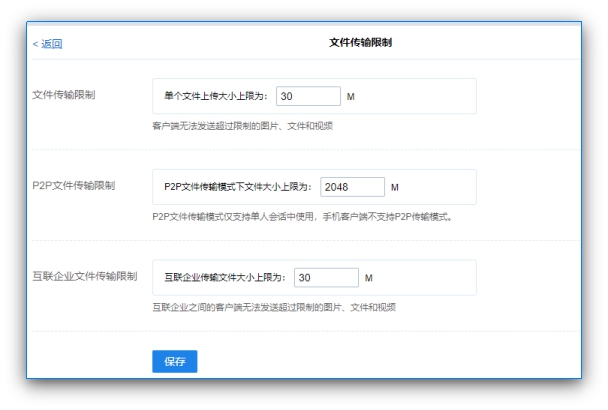 < 返回
文件传输限制
文件传输限制
单个文件上传大小上限为: 30 M
客户端无法发送超过限制的图片、文件和视频
P2P文件传输限制
P2P文件传输模式下文件大小上限为: 2048 M
P2P文件传输模式仅支持单人会话中使用，手机客户端不支持P2P传输模式。
互联企业文件传输限制
互联企业传输文件大小上限为: 30 M
互联企业之间的客户端无法发送超过限制的图片、文件和视频
保存